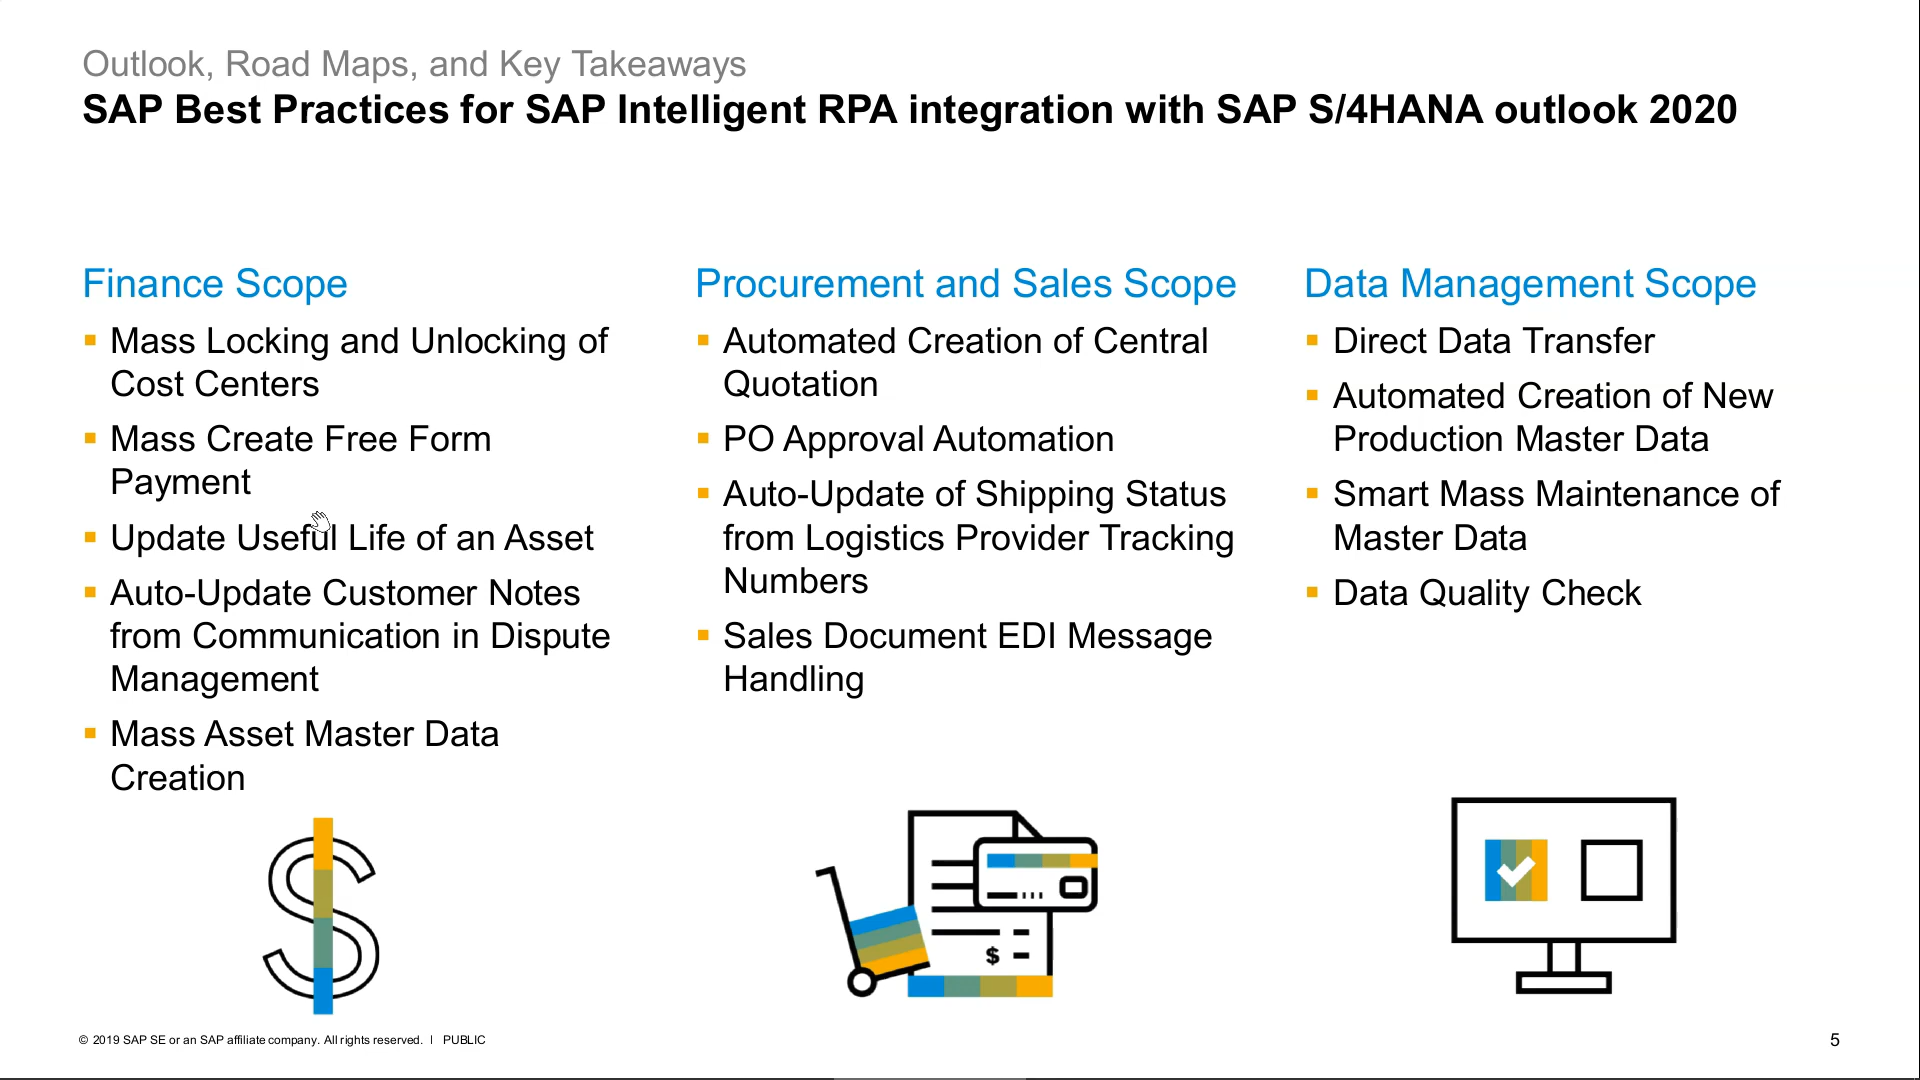 Outlook, Road Maps, and Key Takeaways
SAP Best Practices for SAP Intelligent RPA integration with SAP S/4HANA outlook 2020
Finance Scope
▪ Mass Locking and Unlocking of
Cost Centers
▪ Mass Create Free Form
Payment
▪ Update Useful Life of an Asset
▪ Auto-Update Customer Notes
from Communication in Dispute
Management
▪ Mass Asset Master Data
Creation
Procurement and Sales Scope
▪ Automated Creation of Central
Quotation
▪ PO Approval Automation
▪ Auto-Update of Shipping Status
from Logistics Provider Tracking
Numbers
▪ Sales Document EDI Message
Handling
Data Management Scope
▪ Direct Data Transfer
▪ Automated Creation of New
Production Master Data
▪ Smart Mass Maintenance of
Master Data
▪ Data Quality Check
$
$
© 2019 SAP SE or an SAP affiliate company. All rights reserved. ǀ PUBLIC
5